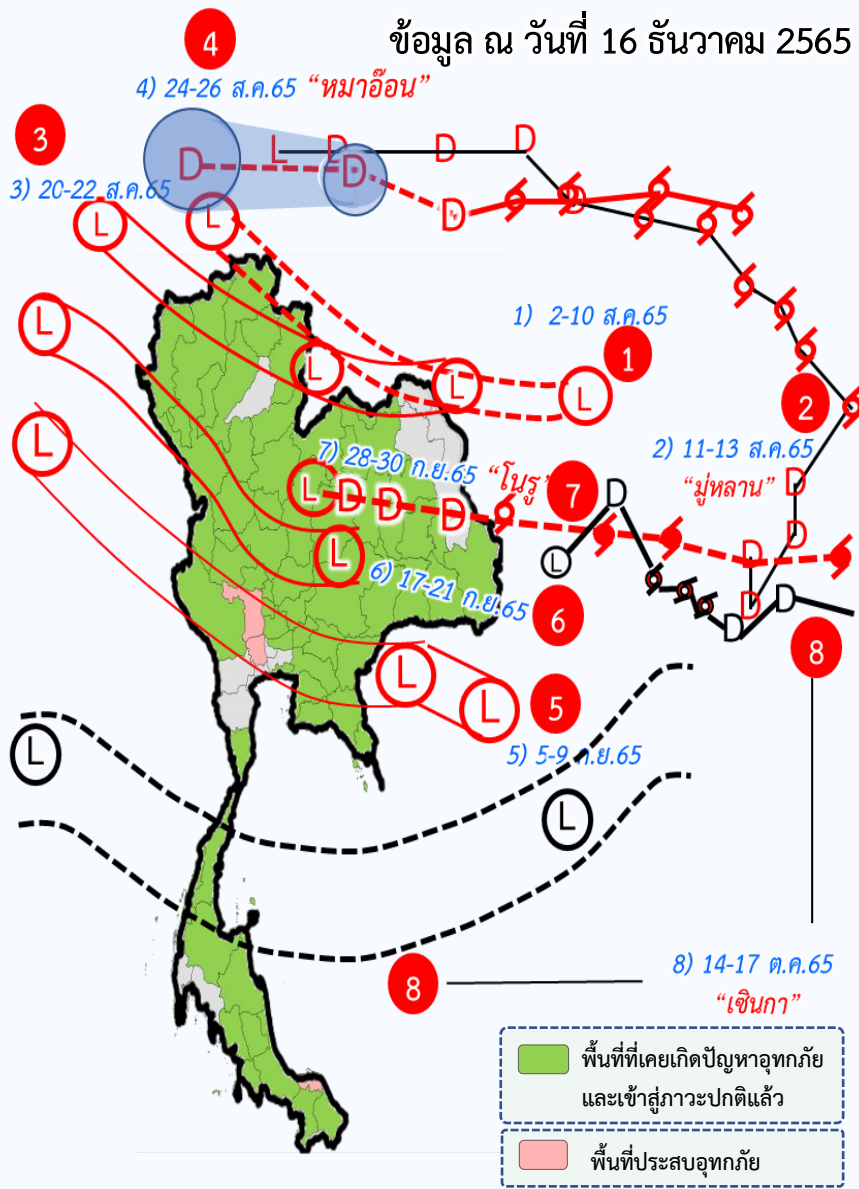 ข้อมูล ณ วันที่ 16 ธันวาคม 2565
4
4) 24-26 ส.ค.65 “หมาอ๊อน”
3
3) 20-22 ส.ค.65
L
D
D
D
D
D
D
D
L
L
1) 2-10 ส.ค.65
1
L
L
L
L
2
2) 11-13 ส.ค.65
“มู่หลาน”
D
D
D
D
7) 28-30 ก.ย.65 “โนรู”
7
L
D
D
D
D
L
L
L
6) 17-21 ก.ย.65
6
D
D
8
L
L
5
5) 5-9 ก.ย.65
L
L
8
8) 14-17 ต.ค.65
“เซินกา”
พื้นที่ที่เคยเกิดปัญหาอุทกภัย
และเข้าสู่ภาวะปกติแล้ว
พื้นที่ประสบอุทกภัย